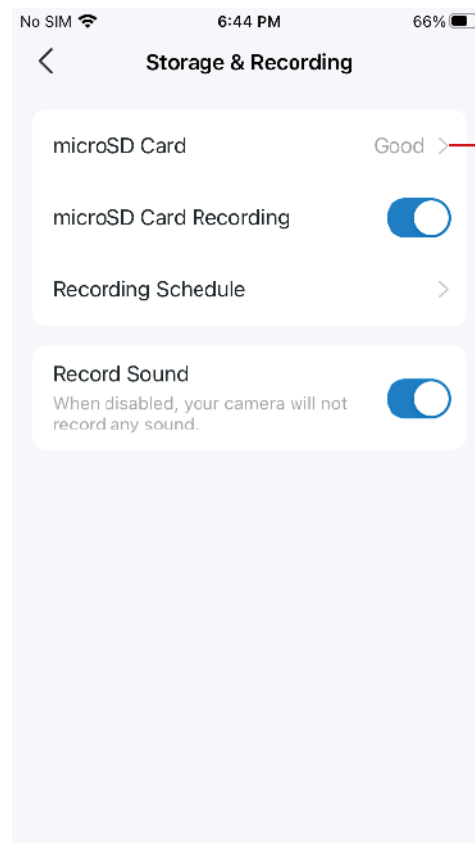 No SIM 6:44 PM 66%
Storage & Recording
microSD Card Good
microSD Card Recording
Recording Schedule
Record Sound
When disabled, your camera will not
record any sound.